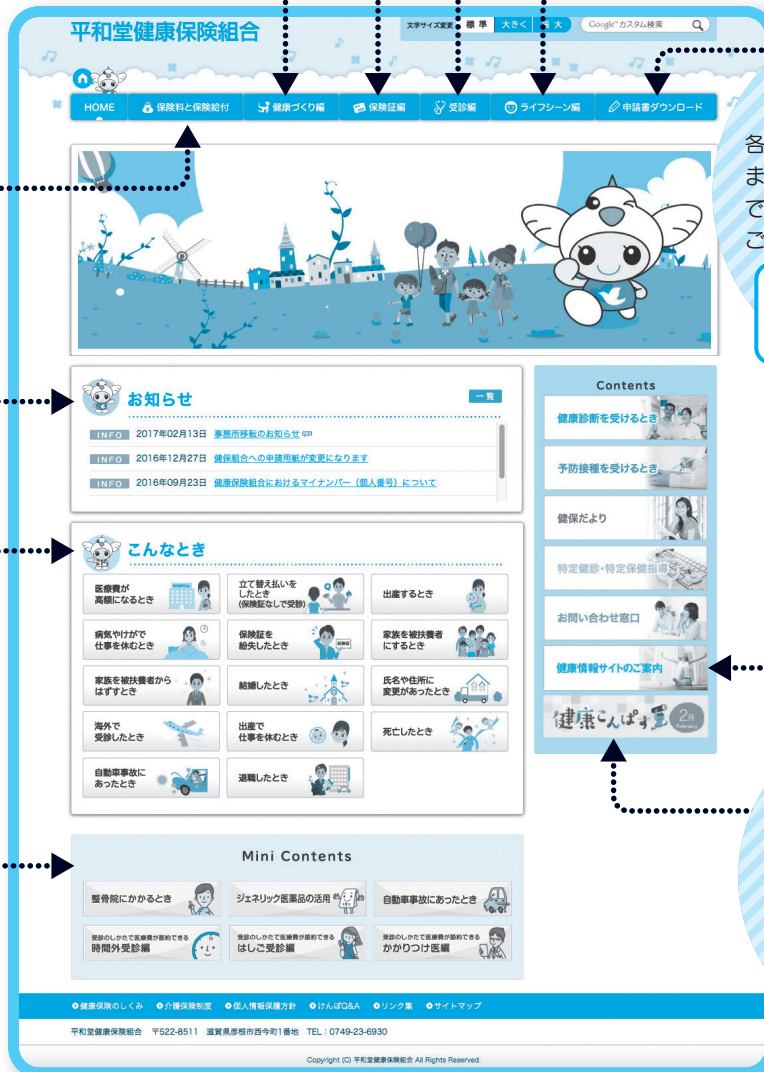 平和堂健康保険組合
文字サイズ変更 標準 大きく 大
Google™カスタム検索
HOME 保険料と保険給付 健康づくり編 保険証編 受診編 ライフシーン編 申請書ダウンロード
各
ま
で
ご
お知らせ
一覧
INFO 2017年02月13日 事務所移転のお知らせ
INFO 2016年12月27日 健保組合への申請用紙が変更になります
INFO 2016年09月23日 健康保険組合におけるマイナンバー（個人番号）について
こんなとき
医療費が
高額になるとき
HOSPITAL
立て替え払いを
したとき
(保険証なしで受診)
出産するとき
病気やけがで
仕事を休むとき
保険証を
紛失したとき
保険証
家族を被扶養者
にするとき
家族を被扶養者から
はずすとき
結婚したとき
氏名や住所に
変更があったとき
海外で
受診したとき
出産で
仕事を休むとき
死亡したとき
自動車事故に
あったとき
退職したとき
Contents
健康診断を受けるとき
予防接種を受けるとき
健保だより
特定健診・特定保健指導
お問い合わせ窓口
健康情報サイトのご案内
健康こんぱす 2月
February
Mini Contents
整骨院にかかるとき
ジェネリック医薬品の活用
自動車事故にあったとき
受診のしかたで医療費が節約できる
時間外受診編
受診のしかたで医療費が節約できる
はしご受診編
受診のしかたで医療費が節約できる
かかりつけ医編
健康保険のしくみ 介護保険制度 個人情報保護方針 けんぽQ&A リンク集 サイトマップ
平和堂健康保険組合 〒522-8511 滋賀県彦根市西今町1番地 TEL：0749-23-6930
Copyright (C) 平和堂健康保険組合 All Rights Reserved.